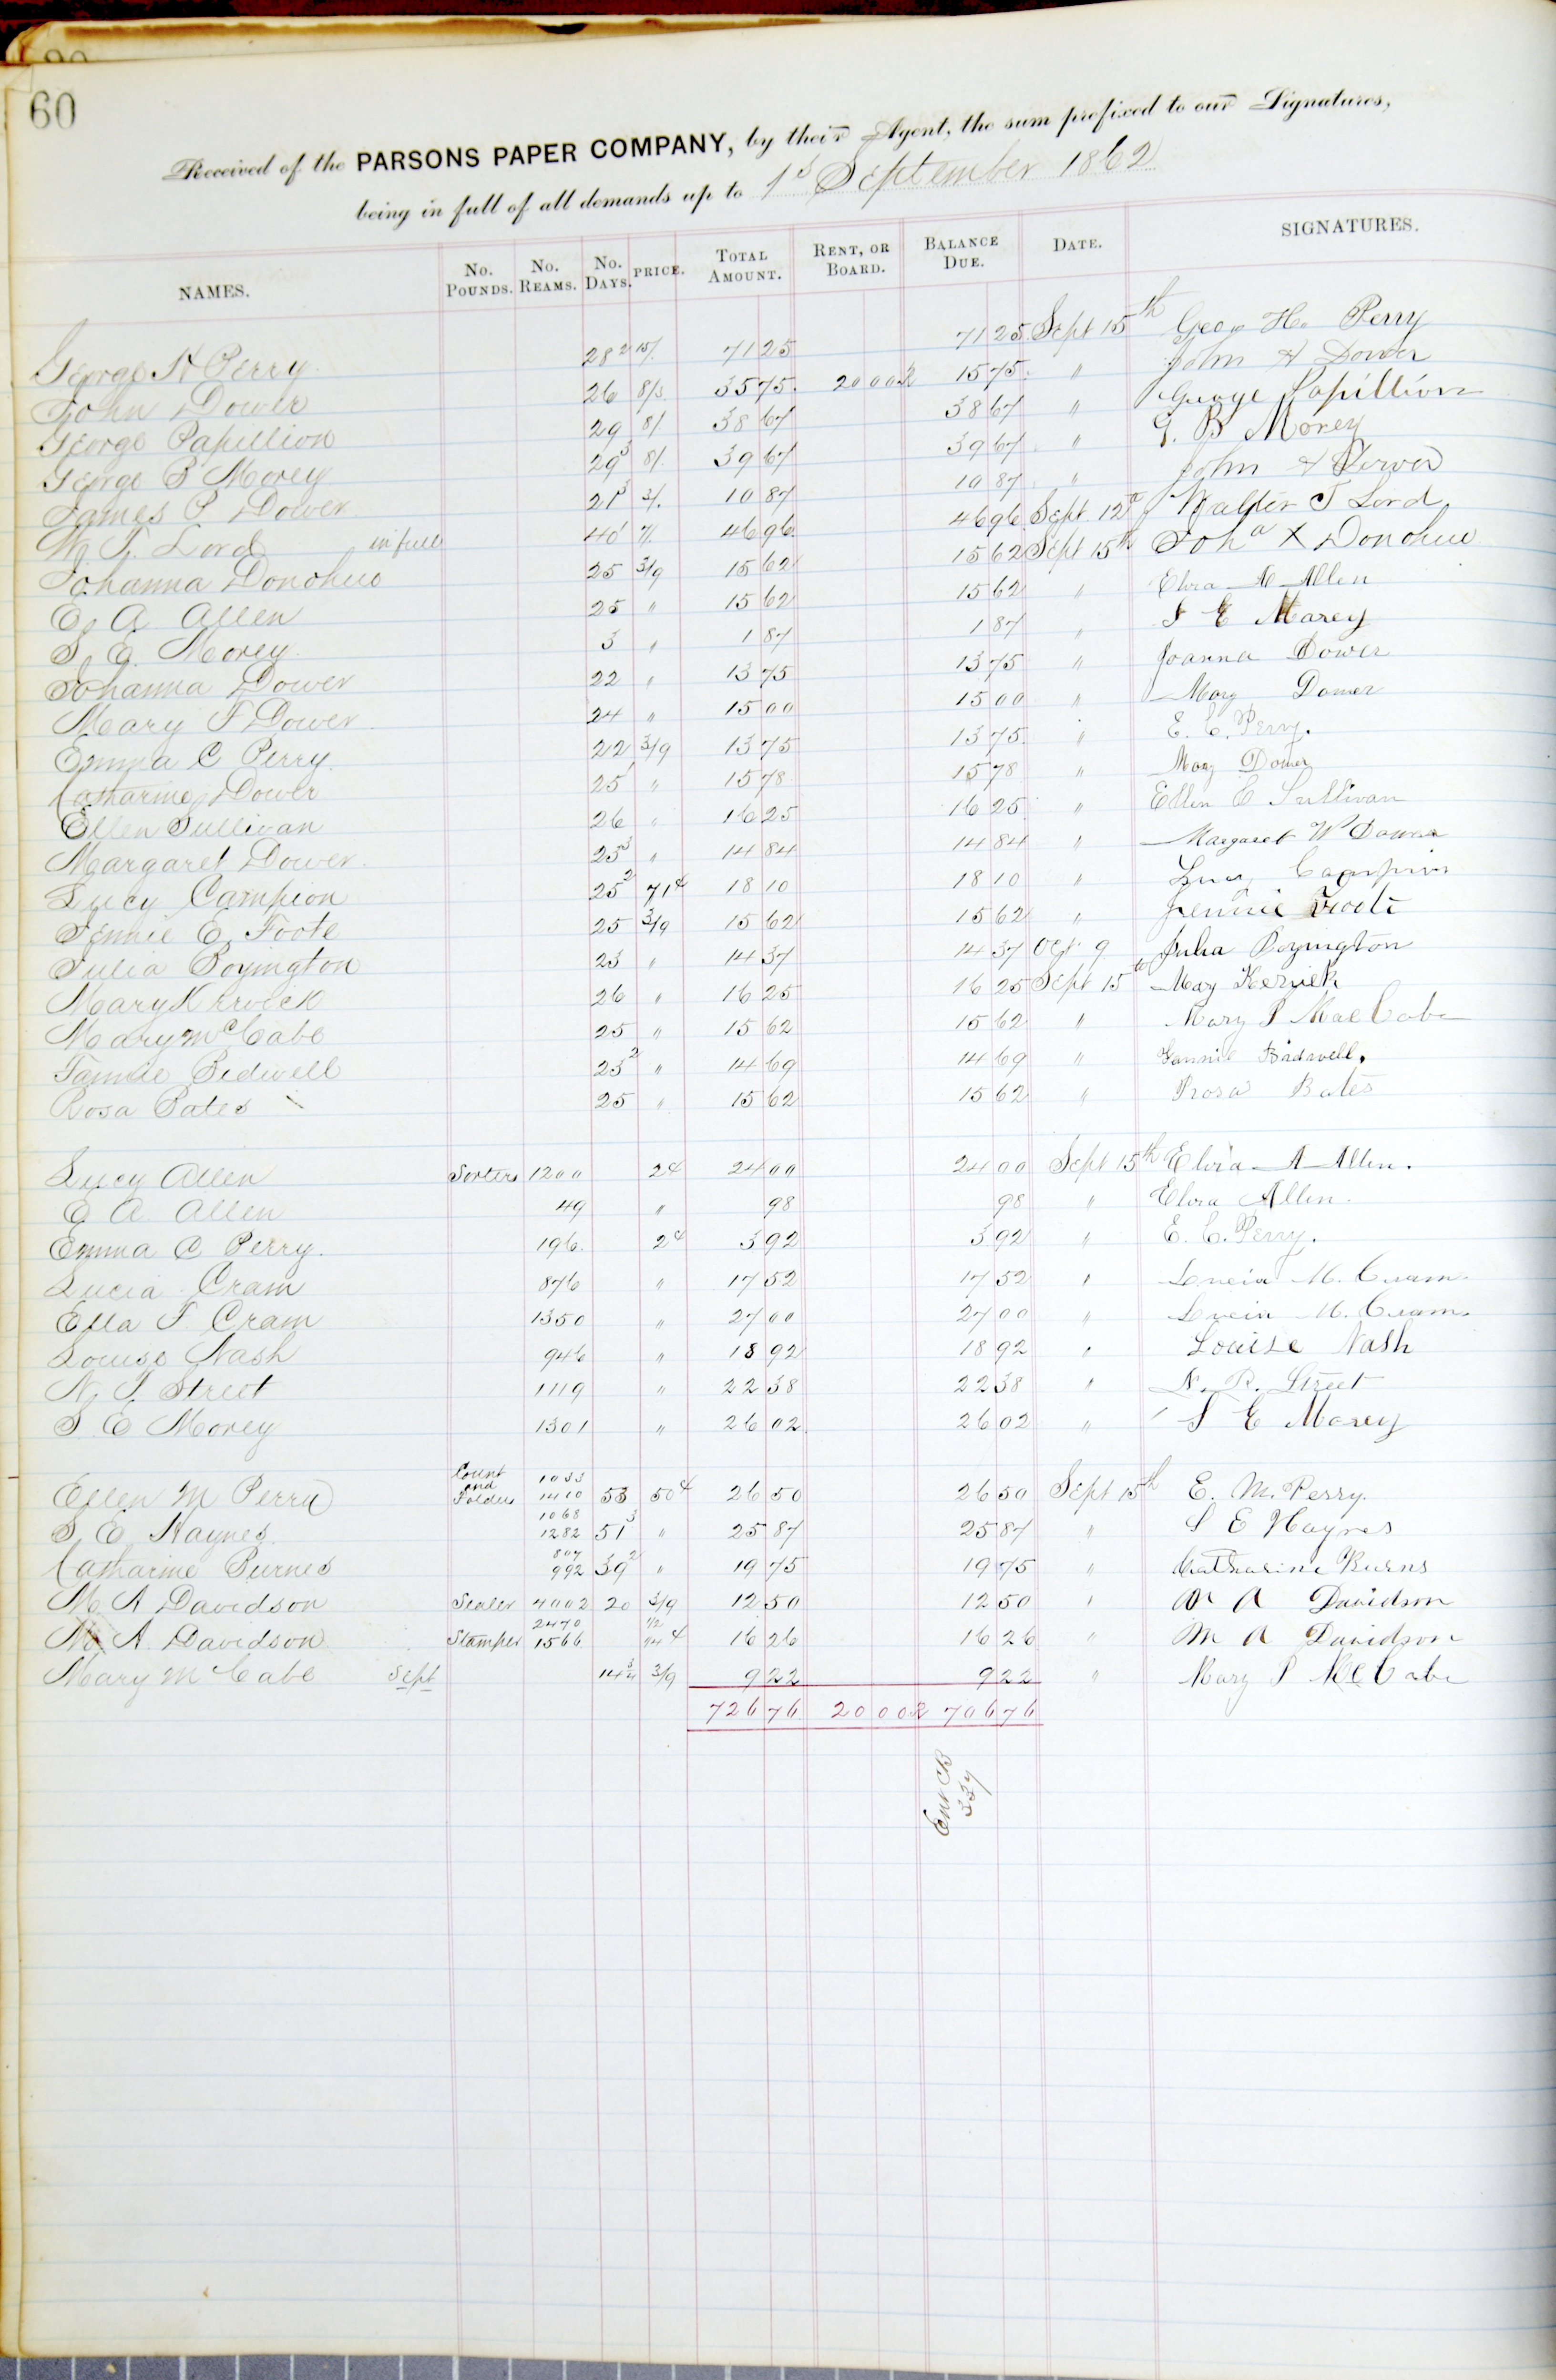 60
Received of the PARSONS PAPER COMPANY, by their Agent, the sum prefixed to our Signatures,
being in full of all demands up to 1st September 1862
NAMES. No. POUNDS. No. REAMS. No. DAYS. PRICE. TOTAL AMOUNT. RENT, OR BOARD. BALANCE DUE. DATE. SIGNATURES.
George H Perry 28 2 15/. 71 25 71 25 Sept 15th Geo H. Perry
John Dower 26 8/3 35 75 20 00 15 75 " John + Dower
George Papillion 29 8/. 38 67 38 67 " George Papillion
George B Morey 29 3 8/. 39 67 39 67 " G. B Morey
James P Dower 21 3 3/. 10 87 10 87 " John + Dower
W. T. Lord in full 40 1 7/. 46 96 46 96 Sept 12th Walter T Lord
Johanna Donohue 25 3/9 15 62 15 62 Sept 15th Joha X Donohue
E. A Allen 25 " 15 62 15 62 " Elvra A Allen
S. E. Morey 3 " 1 87 1 87 " S E Morey
Johanna Dower 22 " 13 75 13 75 " Joanna Dower
Mary F Dower 24 " 15 00 15 00 " Mary Dower
Emma C Perry 22 3/9 13 75 13 75 " E. C. Perry.
Catharine Dower 25 1 " 15 78 15 78 " Mary Dower
Ellen Sullivan 26 " 16 25 16 25 " Ellen C Sullivan
Margaret Dower 23 3 " 14 84 14 84 " Margaret W Dower
Lucy Campion 25 2 71¢ 18 10 18 10 " Lucy Campion
Jennie E Foote 25 3/9 15 62 15 62 " Jennie Foote
Julia Boyington 23 " 14 37 14 37 Oct 9 Julia Boyington
Mary Kerwick 26 " 16 25 16 25 Sept 15th Mary Kerwick
Mary McCabe 25 " 15 62 15 62 " Mary P MacCabe
Fannie Bidwell 23 2 " 14 69 14 69 " Fannie Bidwell.
Rosa Bates 25 " 15 62 15 62 " Rosa Bates
Lucy Allen Sorters 1200 2¢ 24 00 24 00 Sept 15th Elvra A Allen.
E A Allen 49 " 98 98 " Elvra Allen.
Emma C Perry. 196 2¢ 3 92 3 92 " E. C. Perry.
Lucia Cram 876 " 17 52 17 52 " Lucia M. Cram
Ella F Cram 1350 " 27 00 27 00 " Lucia M. Cram.
Louise Nash 946 " 18 92 18 92 " Louise Nash
N. P. Street 1119 " 22 38 22 38 " N. P. Street
S E Morey 1301 " 26 02 26 02 " S E Morey
Ellen M Perry Count and Folders 1033 1410 53 50¢ 26 50 26 50 Sept 15th E. M. Perry.
S. E. Haynes. 1068 1282 51 3 " 25 87 25 87 " S E Haynes
Catharine Burnes 807 992 39 2 " 19 75 19 75 " Catharine Burns
M A Davidson Sealer 4002 20 3/9 12 50 12 50 " M A Davidson
M A Davidson Stamper 2470 1566 1/2 3/4¢ 16 26 16 26 " M A Davidson
Mary McCabe Sept 14 3/4 3/9 9 22 9 22 " Mary P McCabe
726 76 20 00 706 76
Ent CB
337